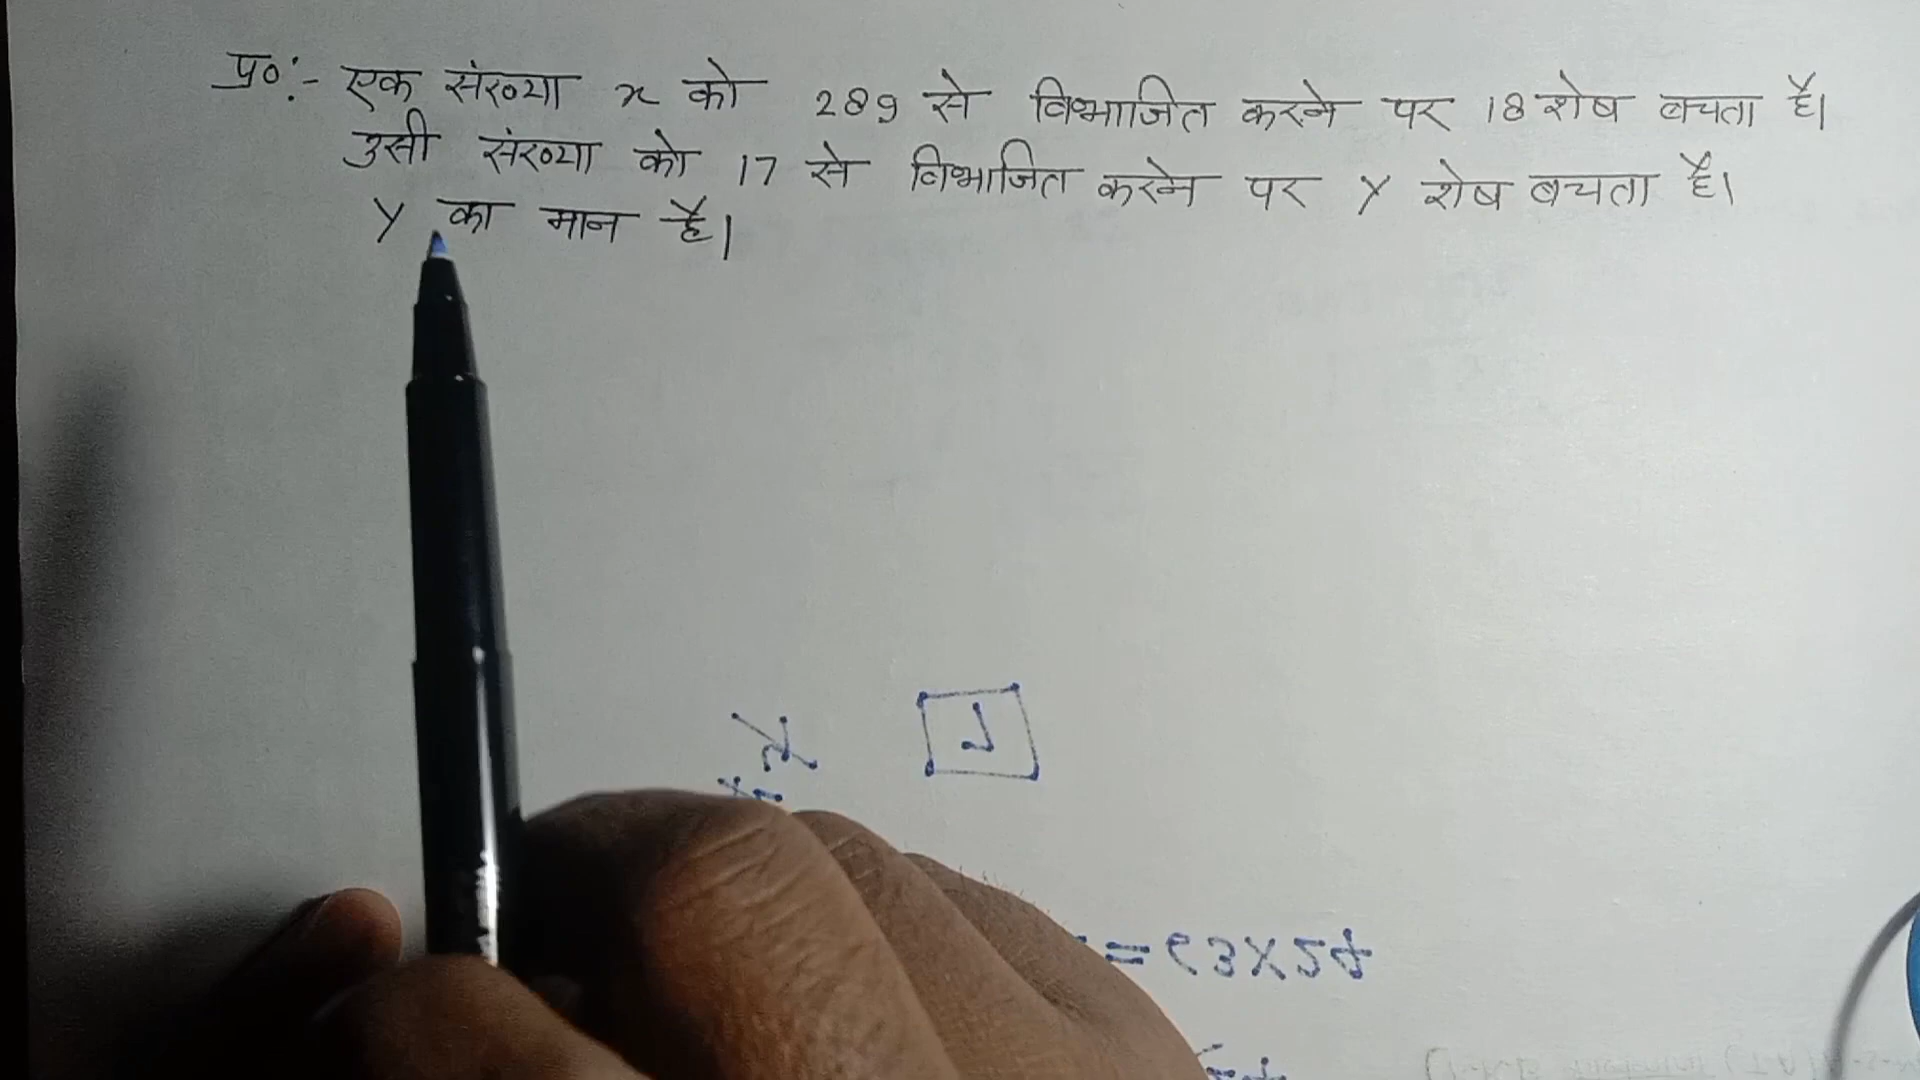 प्र०:- एक संख्या x को 289 से विभाजित करने पर 18 शेष बचता है।
उसी संख्या को 17 से विभाजित करने पर y शेष बचता है।
y का मान है।